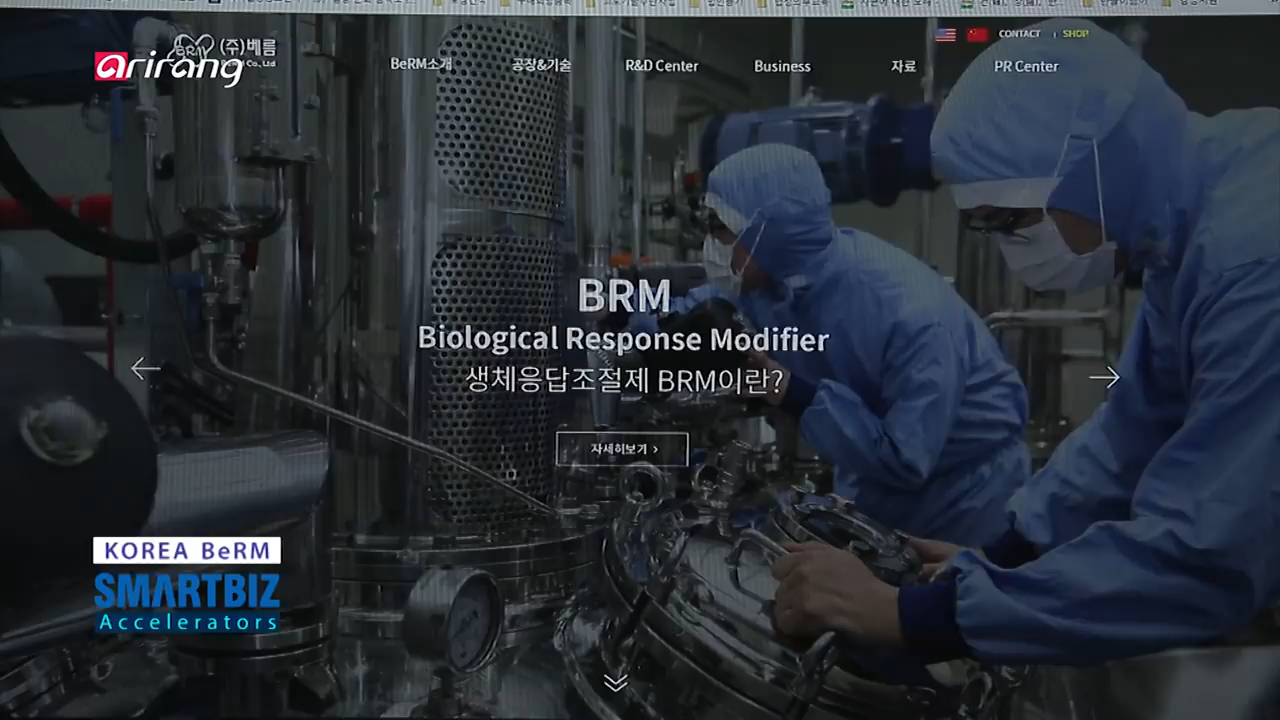 arirang
BRM
(주)베름
Co., Ltd
CONTACT
SHOP
BeRM소개
공장&기술
R&D Center
Business
자료
PR Center
BRM
Biological Response Modifier
생체응답조절제 BRM이란?
자세히보기 >
KOREA BeRM
SMARTBIZ
Accelerators